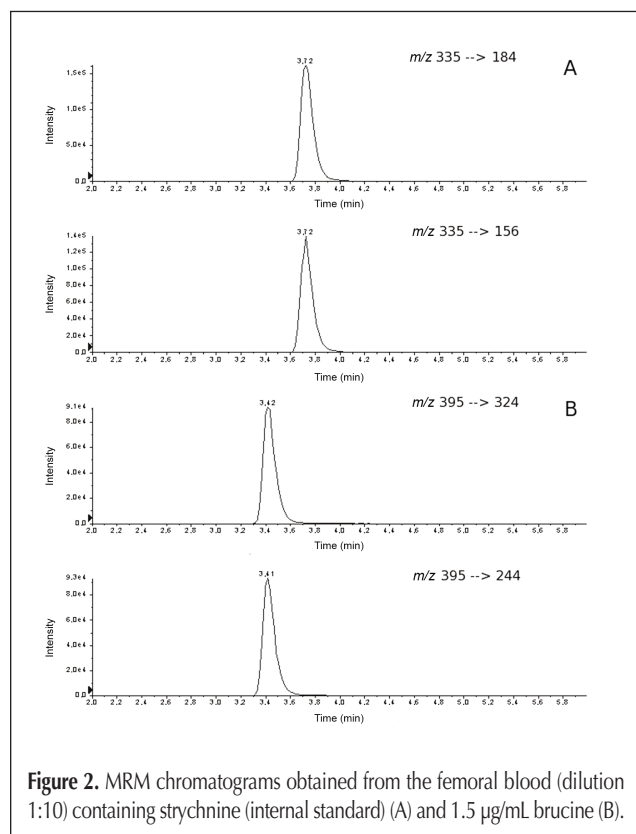 3.72
m/z 335 --> 184
A
1.5e5
1.0e5
5.0e4
0.0
Intensity
2.0 2.2 2.4 2.6 2.8 3.0 3.2 3.4 3.6 3.8 4.0 4.2 4.4 4.6 4.8 5.0 5.2 5.4 5.6 5.8
Time (min)
3.72
m/z 335 --> 156
1.4e5
1.2e5
1.0e5
8.0e4
6.0e4
4.0e4
2.0e4
0.0
Intensity
2.0 2.2 2.4 2.6 2.8 3.0 3.2 3.4 3.6 3.8 4.0 4.2 4.4 4.6 4.8 5.0 5.2 5.4 5.6 5.8
Time (min)
3.42
m/z 395 --> 324
B
9.1e4
8.0e4
6.0e4
4.0e4
2.0e4
0.0
Intensity
2.0 2.2 2.4 2.6 2.8 3.0 3.2 3.4 3.6 3.8 4.0 4.2 4.4 4.6 4.8 5.0 5.2 5.4 5.6 5.8
Time (min)
3.41
m/z 395 --> 244
9.3e4
8.0e4
6.0e4
4.0e4
2.0e4
0.0
Intensity
2.0 2.2 2.4 2.6 2.8 3.0 3.2 3.4 3.6 3.8 4.0 4.2 4.4 4.6 4.8 5.0 5.2 5.4 5.6 5.8
Time (min)
Figure 2. MRM chromatograms obtained from the femoral blood (dilution
1:10) containing strychnine (internal standard) (A) and 1.5 µg/mL brucine (B).